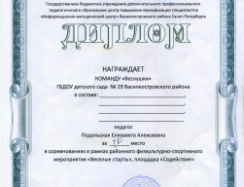 Государственное бюджетное учреждение дополнительного профессионального
педагогического образования центр повышения квалификации специалистов
«Информационно-методический центр» Василеостровского района Санкт-Петербурга
ДИПЛОМ
НАГРАЖДАЕТ
КОМАНДУ «Веснушки»
ГБДОУ детского сада № 29 Василеостровского района
в составе:
педагог
Подольская Елизавета Алексеевна
за место
в соревнованиях в рамках районного физкультурно-спортивного
мероприятия «Веселые старты», площадка «Содействие»